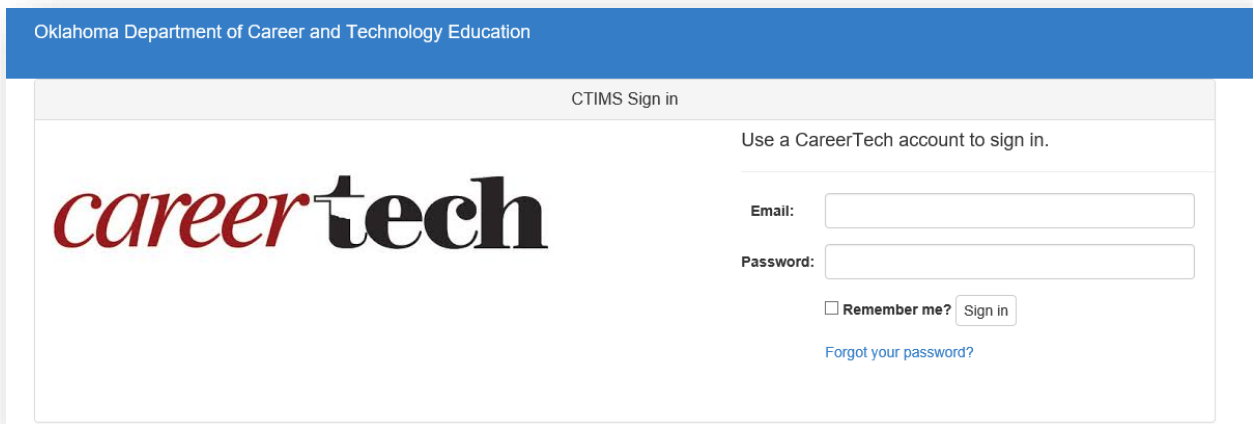 Oklahoma Department of Career and Technology Education
CTIMS Sign in
careertech
Use a CareerTech account to sign in.
Email:
Password:
Remember me? Sign in
Forgot your password?